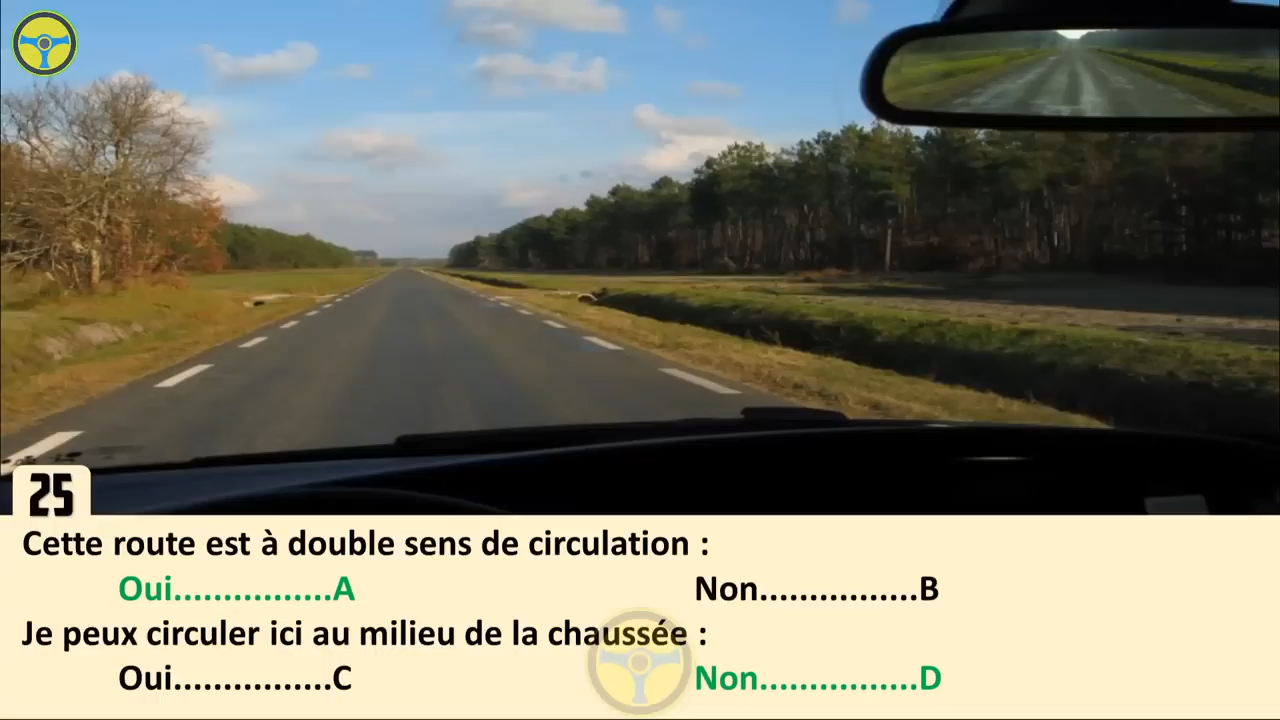 25
Cette route est à double sens de circulation :
Oui................A Non................B
Je peux circuler ici au milieu de la chaussée :
Oui................C Non................D